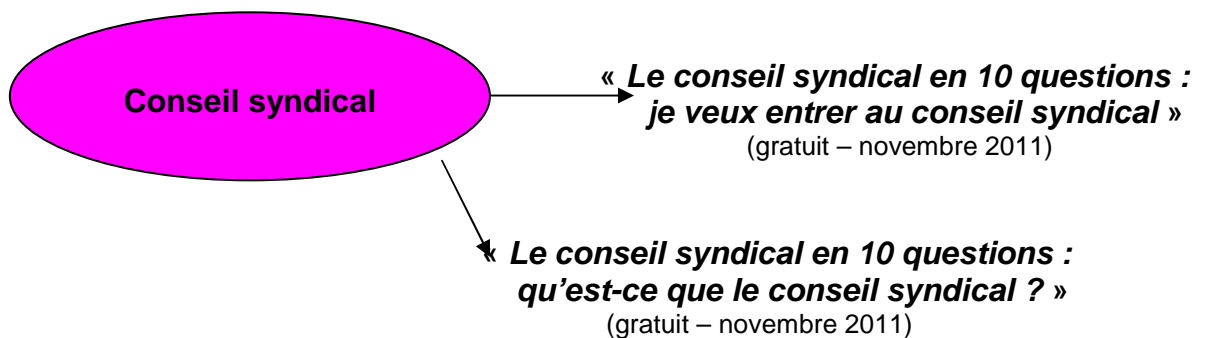 Conseil syndical
« Le conseil syndical en 10 questions :
je veux entrer au conseil syndical »
(gratuit – novembre 2011)
« Le conseil syndical en 10 questions :
qu’est-ce que le conseil syndical ? »
(gratuit – novembre 2011)